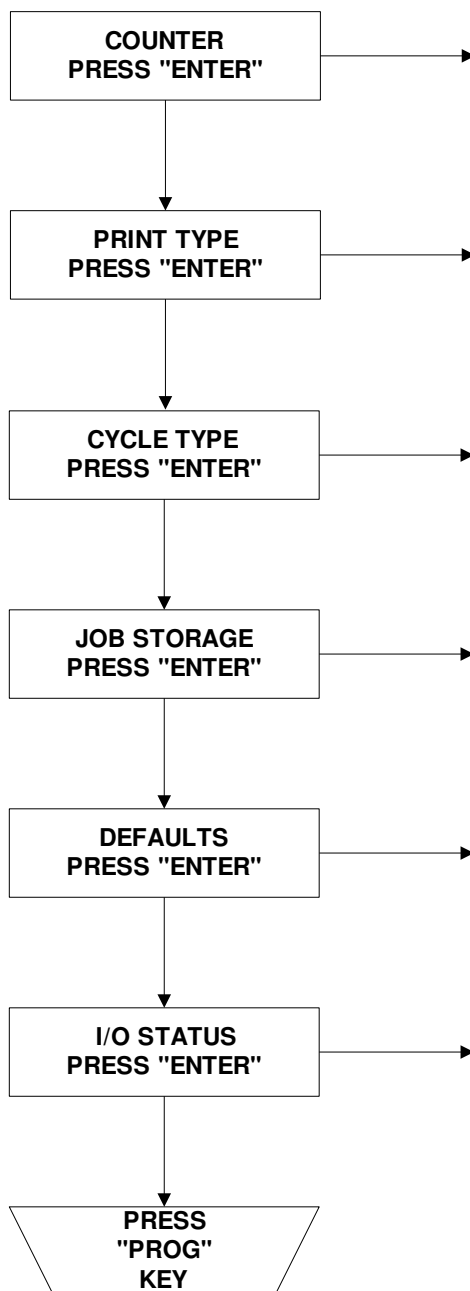 COUNTER
PRESS "ENTER"
PRINT TYPE
PRESS "ENTER"
CYCLE TYPE
PRESS "ENTER"
JOB STORAGE
PRESS "ENTER"
DEFAULTS
PRESS "ENTER"
I/O STATUS
PRESS "ENTER"
PRESS
"PROG"
KEY